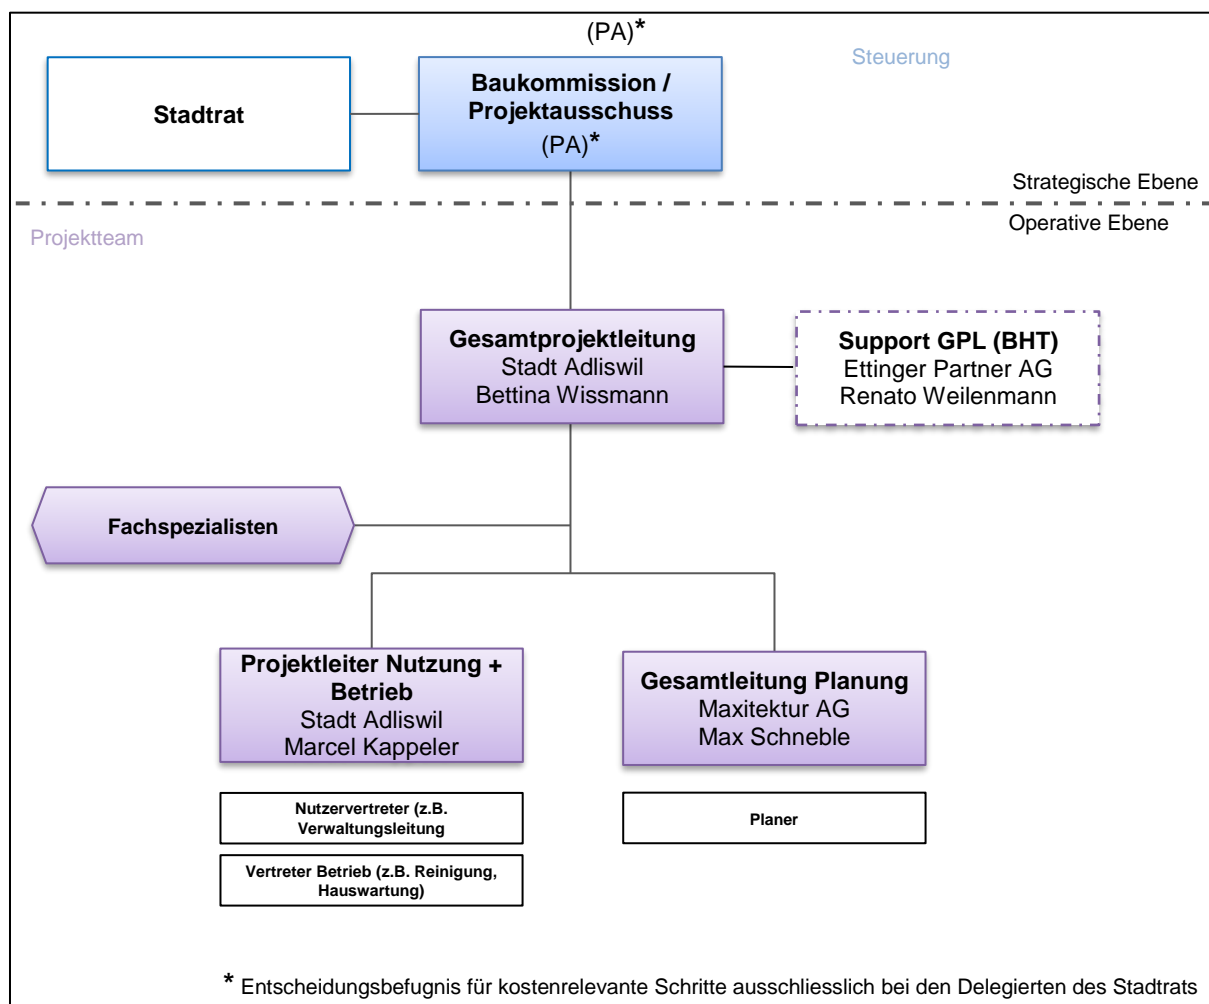 (PA)*
Steuerung
Stadtrat
Baukommission /
Projektausschuss
(PA)*
Strategische Ebene
Operative Ebene
Projektteam
Gesamtprojektleitung
Stadt Adliswil
Bettina Wissmann
Support GPL (BHT)
Ettinger Partner AG
Renato Weilenmann
Fachspezialisten
Projektleiter Nutzung +
Betrieb
Stadt Adliswil
Marcel Kappeler
Gesamtleitung Planung
Maxitektur AG
Max Schneble
Nutzervertreter (z.B.
Verwaltungsleitung
Planer
Vertreter Betrieb (z.B. Reinigung,
Hauswartung)
* Entscheidungsbefugnis für kostenrelevante Schritte ausschliesslich bei den Delegierten des Stadtrats